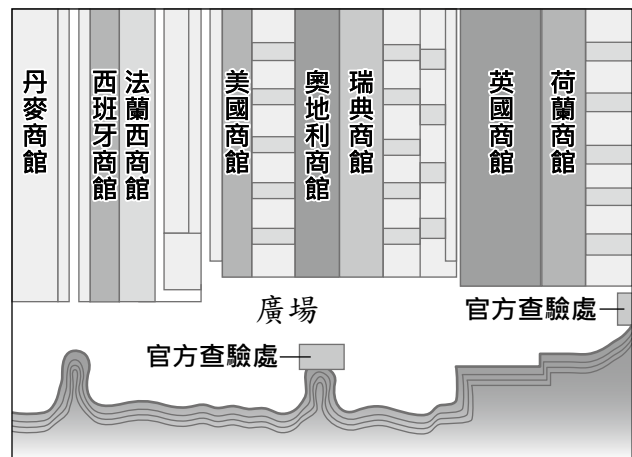 丹麥商館
西班牙商館
法蘭西商館
美國商館
奧地利商館
瑞典商館
英國商館
荷蘭商館
廣場
官方查驗處
官方查驗處